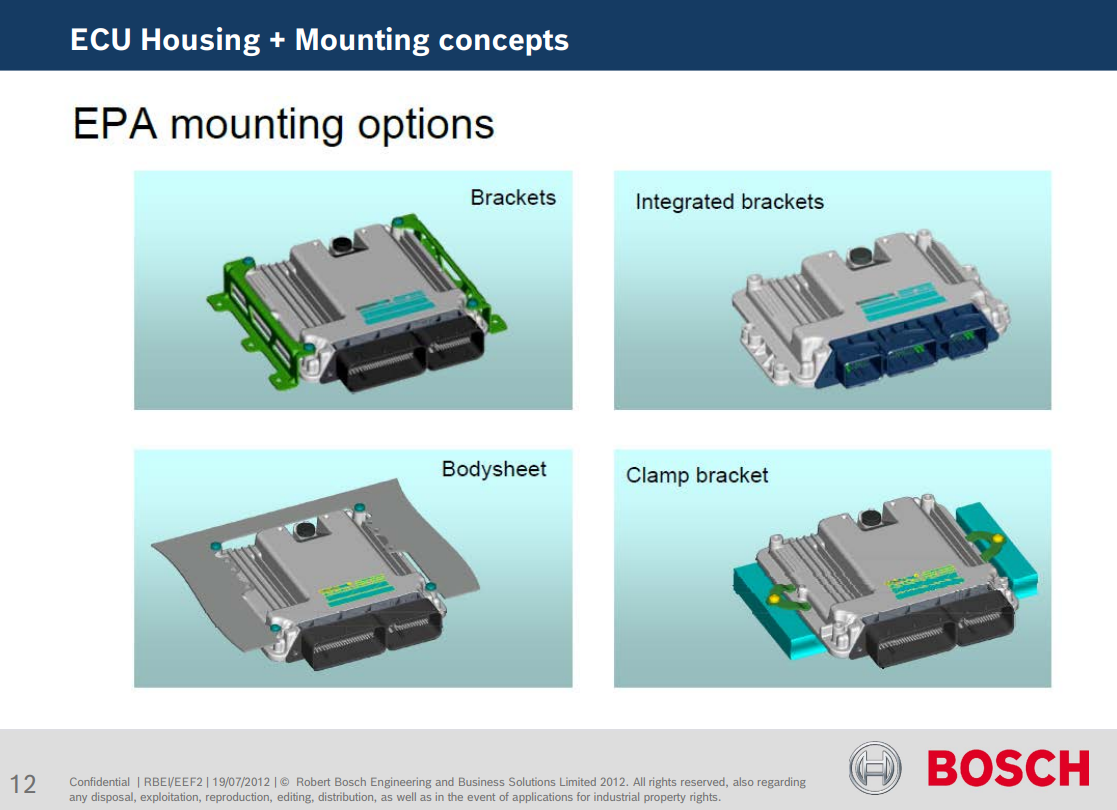 ECU Housing + Mounting concepts
EPA mounting options
Brackets
Integrated brackets
Bodysheet
Clamp bracket
12
Confidential | RBEI/EEF2 | 19/07/2012 | © Robert Bosch Engineering and Business Solutions Limited 2012. All rights reserved, also regarding
any disposal, exploitation, reproduction, editing, distribution, as well as in the event of applications for industrial property rights.
BOSCH